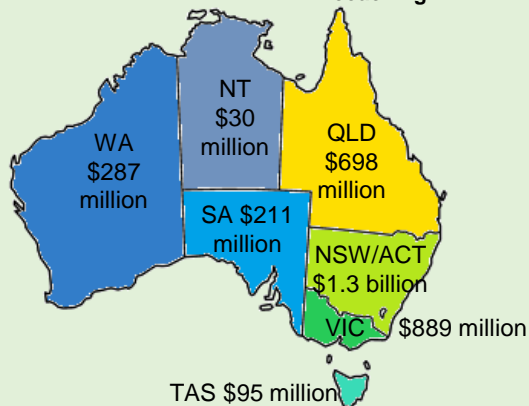 NT
$30
million
WA
$287
million
QLD
$698
million
SA $211
million
NSW/ACT
$1.3 billion
VIC
$889 million
TAS $95 million